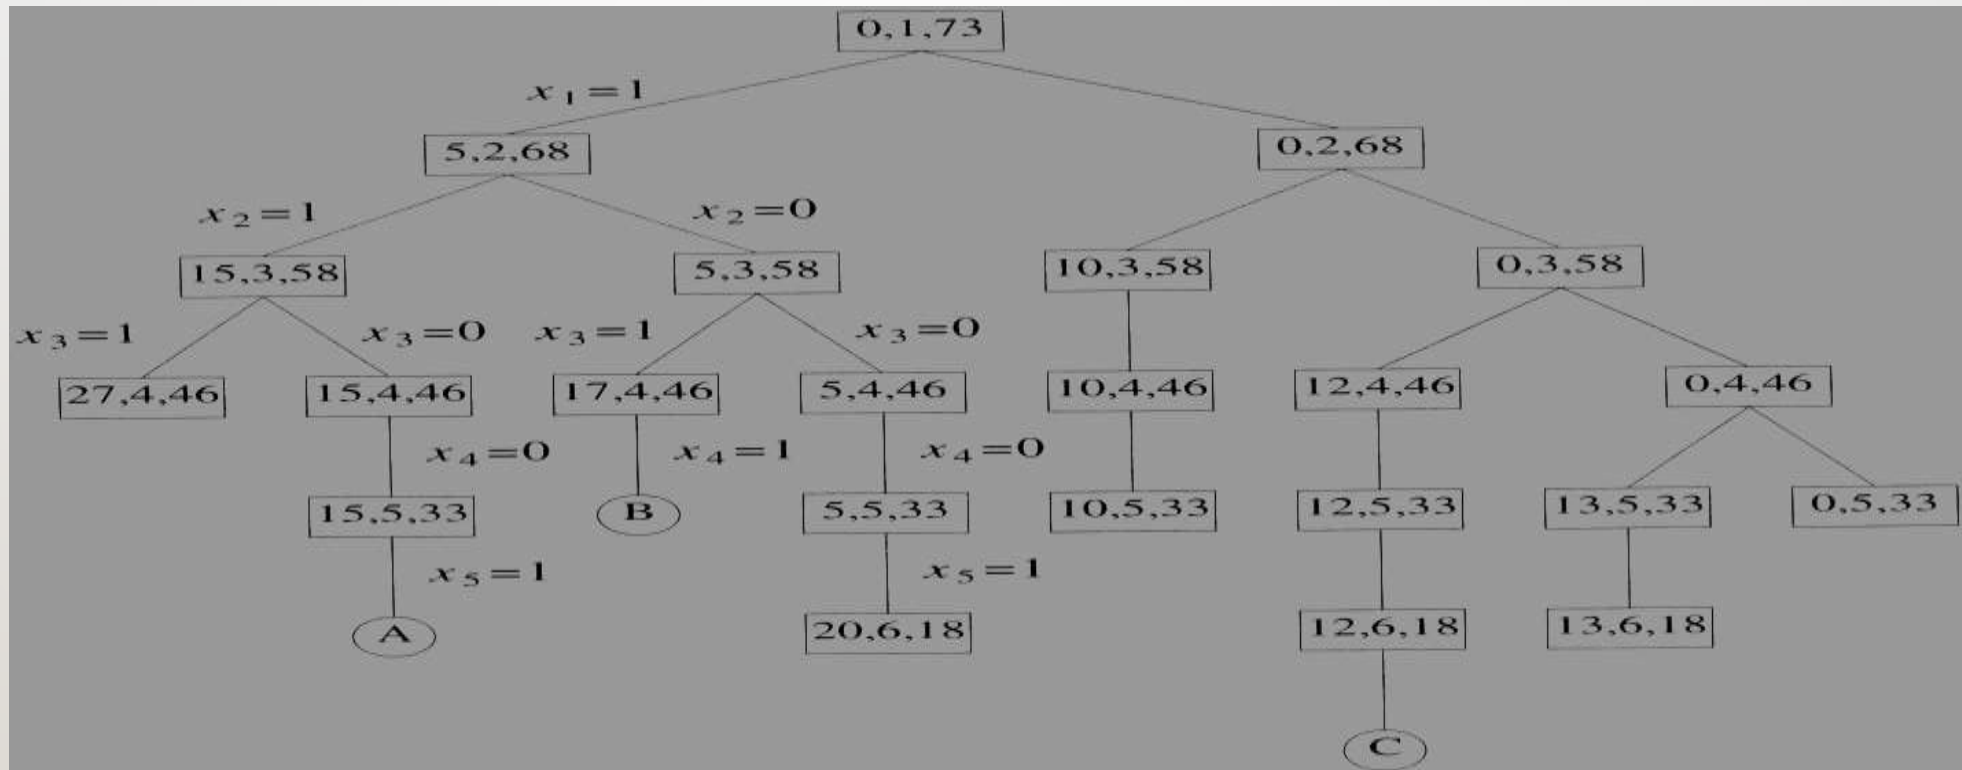 0,1,73
x1=1
5,2,68
0,2,68
x2=1
x2=0
15,3,58
5,3,58
10,3,58
0,3,58
x3=1
x3=0
x3=1
x3=0
27,4,46
15,4,46
17,4,46
5,4,46
10,4,46
12,4,46
0,4,46
x4=0
x4=1
x4=0
15,5,33
B
5,5,33
10,5,33
12,5,33
13,5,33
0,5,33
x5=1
x5=1
A
20,6,18
12,6,18
13,6,18
C